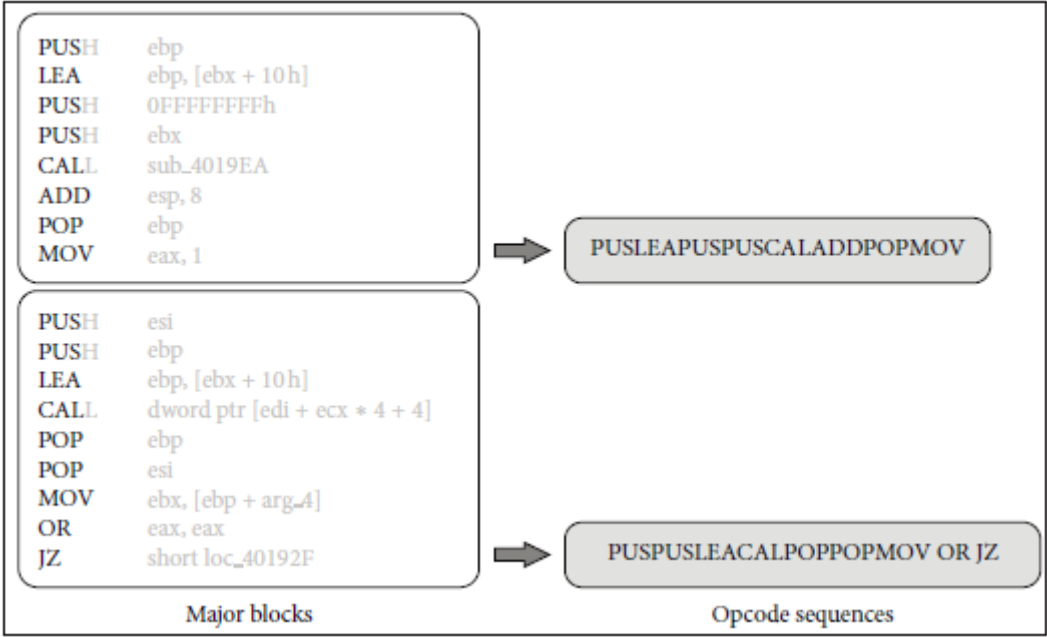 PUSH ebp
LEA ebp, [ebx + 10 h]
PUSH 0FFFFFFFFh
PUSH ebx
CALL sub_4019EA
ADD esp, 8
POP ebp
MOV eax, 1
PUSLEAPUSPUSCALADDPOPMOV
PUSH esi
PUSH ebp
LEA ebp, [ebx + 10 h]
CALL dword ptr [edi + ecx ∗ 4 + 4]
POP ebp
POP esi
MOV ebx, [ebp + arg_4]
OR eax, eax
JZ short loc_40192F
PUSPUSLEACALPOPPOPMOV OR JZ
Major blocks
Opcode sequences